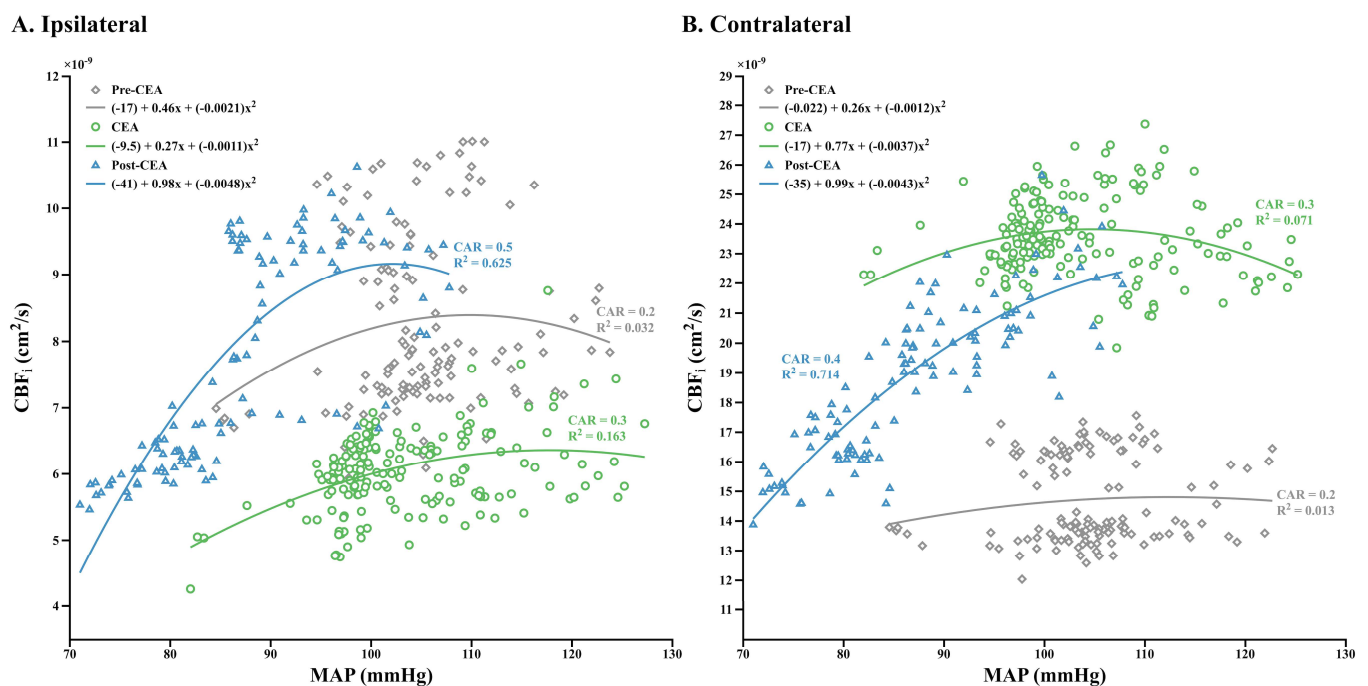 A. Ipsilateral
×10⁻⁹
12
11
10
9
8
7
6
5
4
CBFᵢ (cm²/s)
Pre-CEA
(-17) + 0.46x + (-0.0021)x²
CEA
(-9.5) + 0.27x + (-0.0011)x²
Post-CEA
(-41) + 0.98x + (-0.0048)x²
CAR = 0.5
R² = 0.625
CAR = 0.2
R² = 0.032
CAR = 0.3
R² = 0.163
70 80 90 100 110 120 130
MAP (mmHg)
B. Contralateral
×10⁻⁹
29
28
27
26
25
24
23
22
21
20
19
18
17
16
15
14
13
12
11
CBFᵢ (cm²/s)
Pre-CEA
(-0.022) + 0.26x + (-0.0012)x²
CEA
(-17) + 0.77x + (-0.0037)x²
Post-CEA
(-35) + 0.99x + (-0.0043)x²
CAR = 0.3
R² = 0.071
CAR = 0.4
R² = 0.714
CAR = 0.2
R² = 0.013
70 80 90 100 110 120 130
MAP (mmHg)